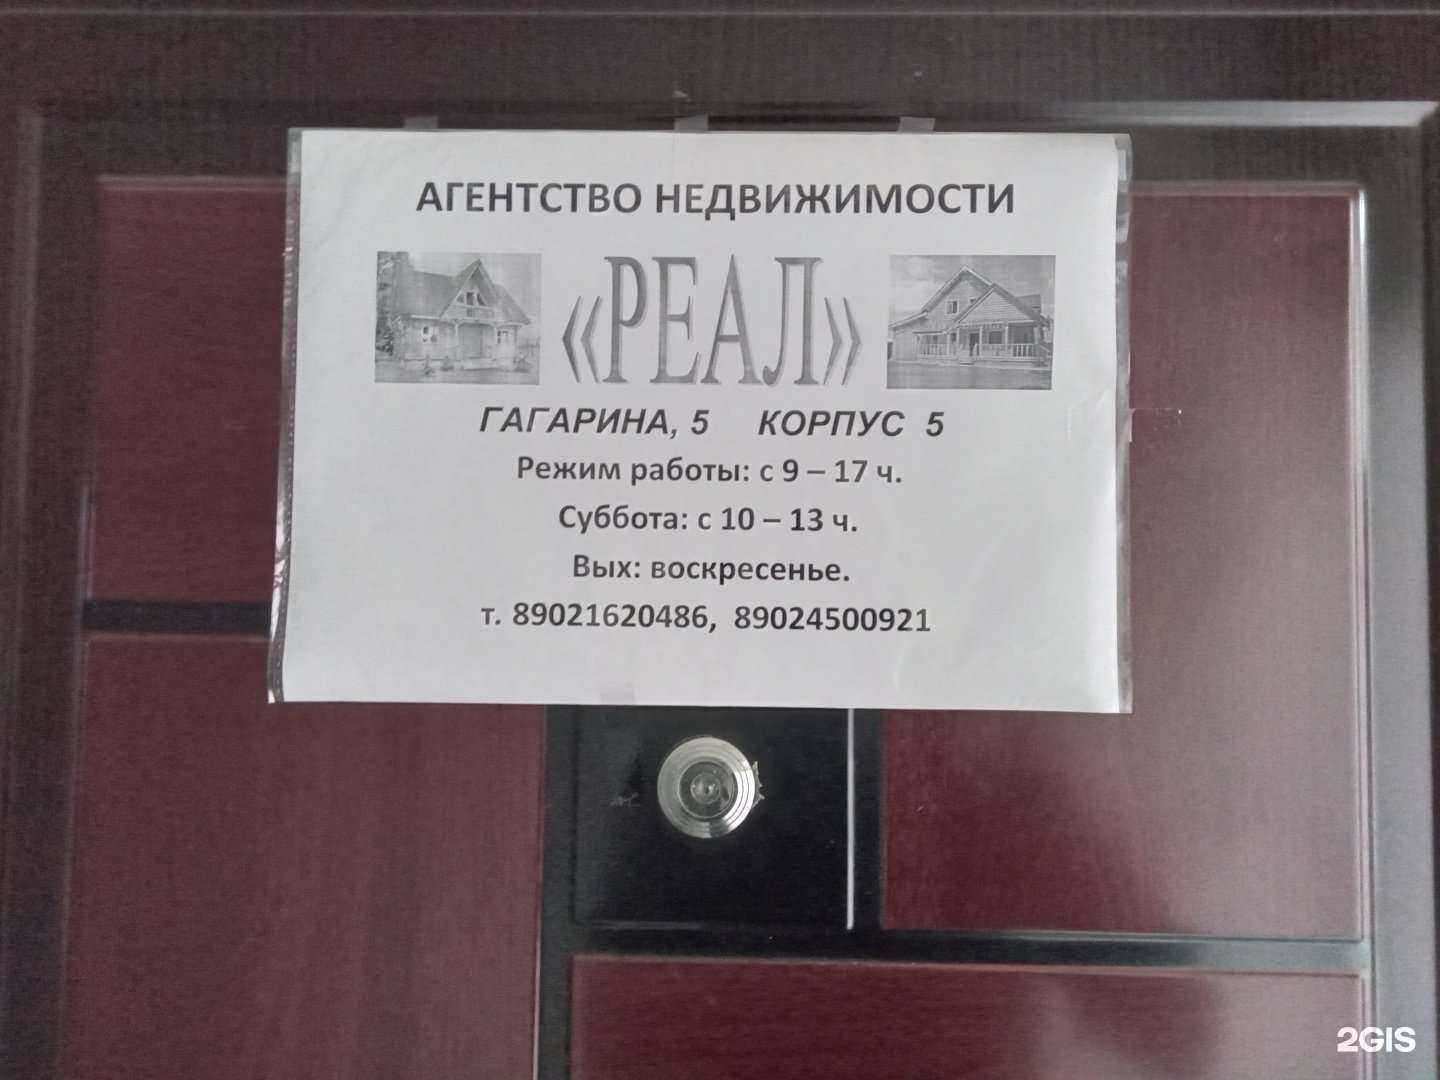 АГЕНТСТВО НЕДВИЖИМОСТИ
«РЕАЛ»
ГАГАРИНА, 5 КОРПУС 5
Режим работы: с 9 – 17 ч.
Суббота: с 10 – 13 ч.
Вых: воскресенье.
т. 89021620486, 89024500921
2GIS